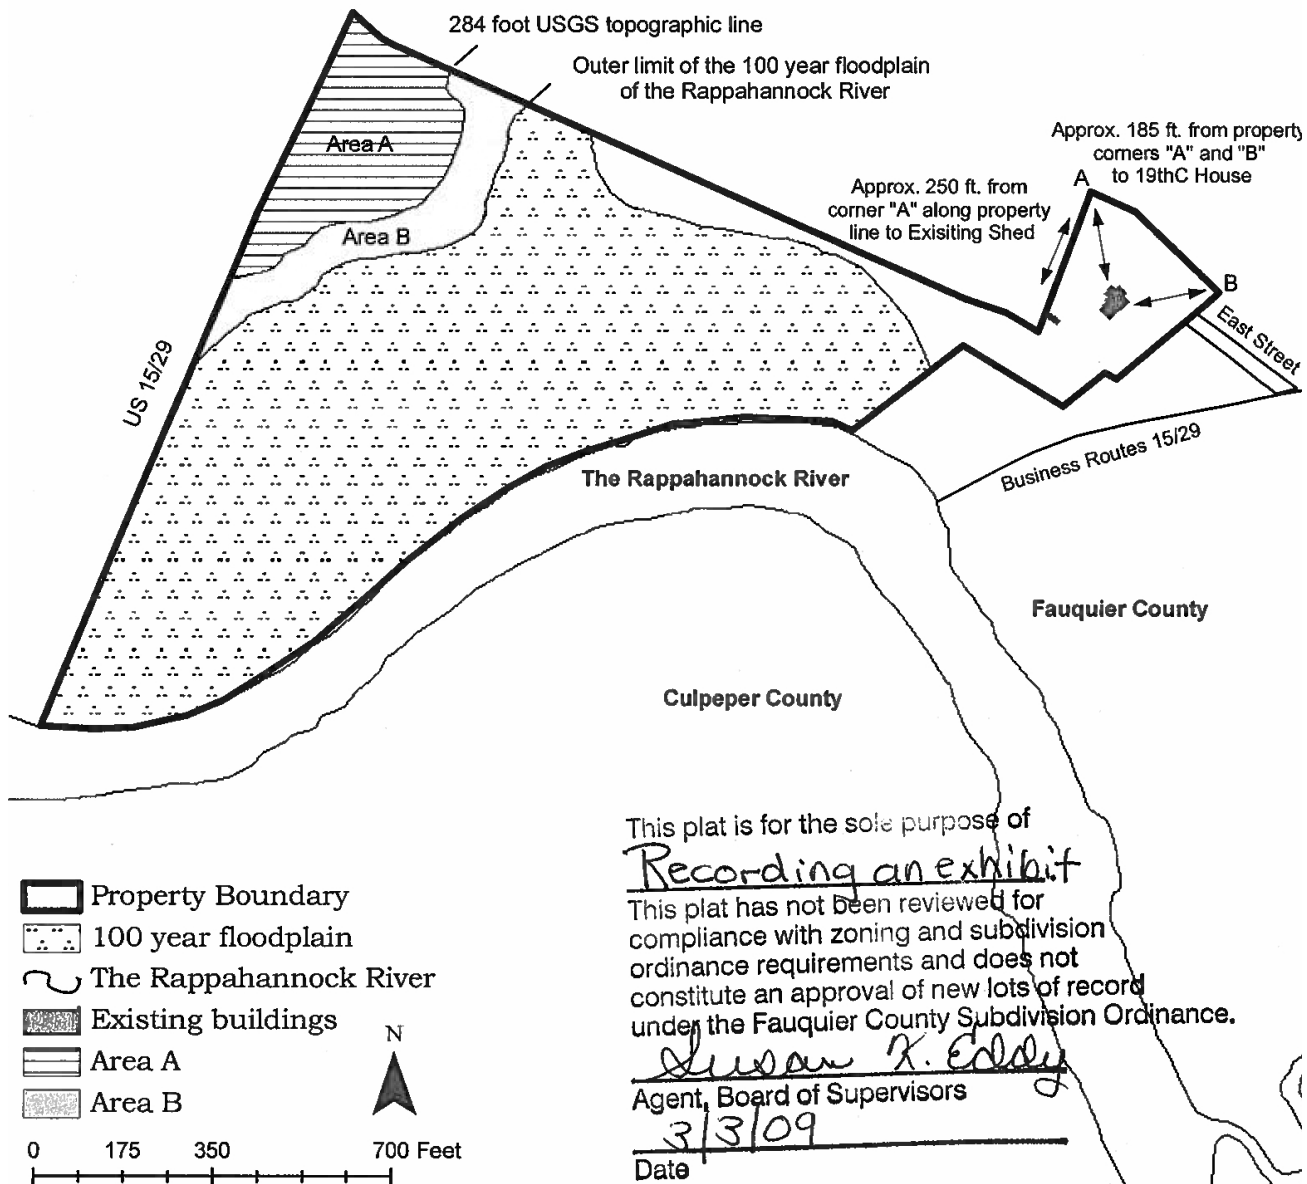 284 foot USGS topographic line
Outer limit of the 100 year floodplain
of the Rappahannock River
Approx. 185 ft. from property
corners "A" and "B"
to 19thC House
Approx. 250 ft. from
corner "A" along property
line to Exisiting Shed
A
B
Area A
Area B
US 15/29
East Street
Business Routes 15/29
The Rappahannock River
Fauquier County
Culpeper County
This plat is for the sole purpose of
Recording an exhibit
This plat has not been reviewed for
compliance with zoning and subdivision
ordinance requirements and does not
constitute an approval of new lots of record
under the Fauquier County Subdivision Ordinance.
Susan K. Eddy
Agent, Board of Supervisors
3/3/09
Date
Property Boundary
100 year floodplain
The Rappahannock River
Existing buildings
Area A
Area B
N
0 175 350 700 Feet